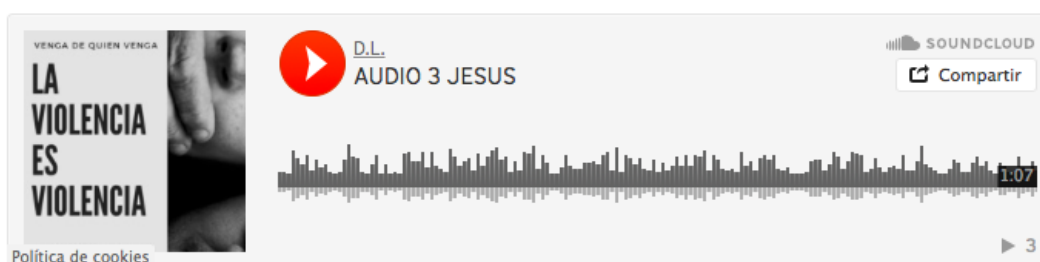 VENGA DE QUIEN VENGA
LA
VIOLENCIA
ES
VIOLENCIA
D.L.
AUDIO 3 JESUS
SOUNDCLOUD
Compartir
1:07
3
Política de cookies